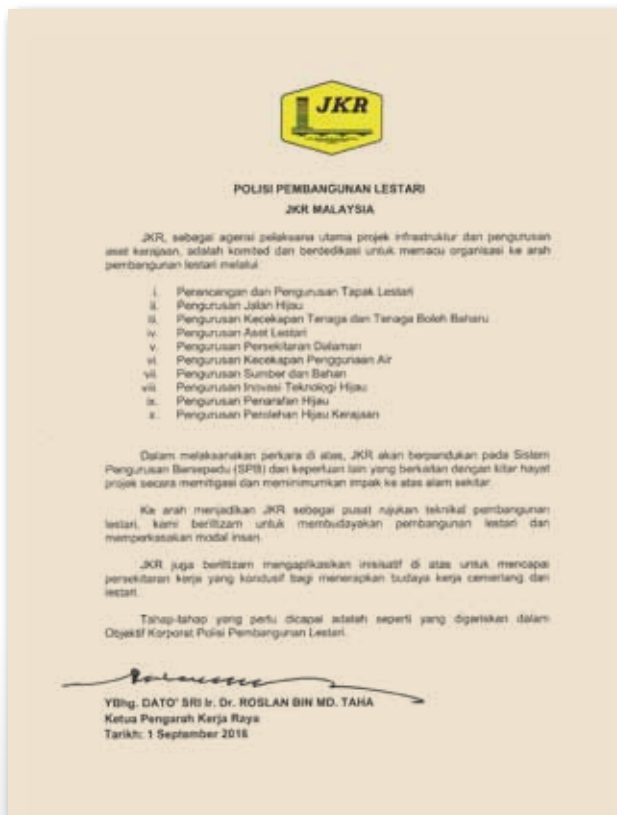 JKR
POLISI PEMBANGUNAN LESTARI
JKR MALAYSIA
JKR, sebagai agensi pelaksana utama projek infrastruktur dan pengurusan
aset kerajaan, adalah komited dan berdedikasi untuk memacu organisasi ke arah
pembangunan lestari melalui:
i. Perancangan dan Pengurusan Tapak Lestari
ii. Pengurusan Jalan Hijau
iii. Pengurusan Kecekapan Tenaga dan Tenaga Boleh Baharu
iv. Pengurusan Aset Lestari
v. Pengurusan Persekitaran Dalaman
vi. Pengurusan Kecekapan Penggunaan Air
vii. Pengurusan Sumber dan Bahan
viii. Pengurusan Inovasi Teknologi Hijau
ix. Pengurusan Penarafan Hijau
x. Pengurusan Perolehan Hijau Kerajaan
Dalam melaksanakan perkara di atas, JKR akan berpandukan pada Sistem
Pengurusan Bersepadu (SPB) dan keperluan lain yang berkaitan dengan kitar hayat
projek secara memitigasi dan meminimumkan impak ke atas alam sekitar.
Ke arah menjadikan JKR sebagai pusat rujukan teknikal pembangunan
lestari, kami beriltizam untuk membudayakan pembangunan lestari dan
memperkasakan modal insan.
JKR juga beriltizam mengaplikasikan inisiatif di atas untuk mencapai
persekitaran kerja yang kondusif bagi menerapkan budaya kerja cemerlang dan
lestari.
Tahap-tahap yang perlu dicapai adalah seperti yang digariskan dalam
Objektif Korporat Polisi Pembangunan Lestari.
YBhg. DATO' SRI Ir. Dr. ROSLAN BIN MD. TAHA
Ketua Pengarah Kerja Raya
Tarikh: 1 September 2016